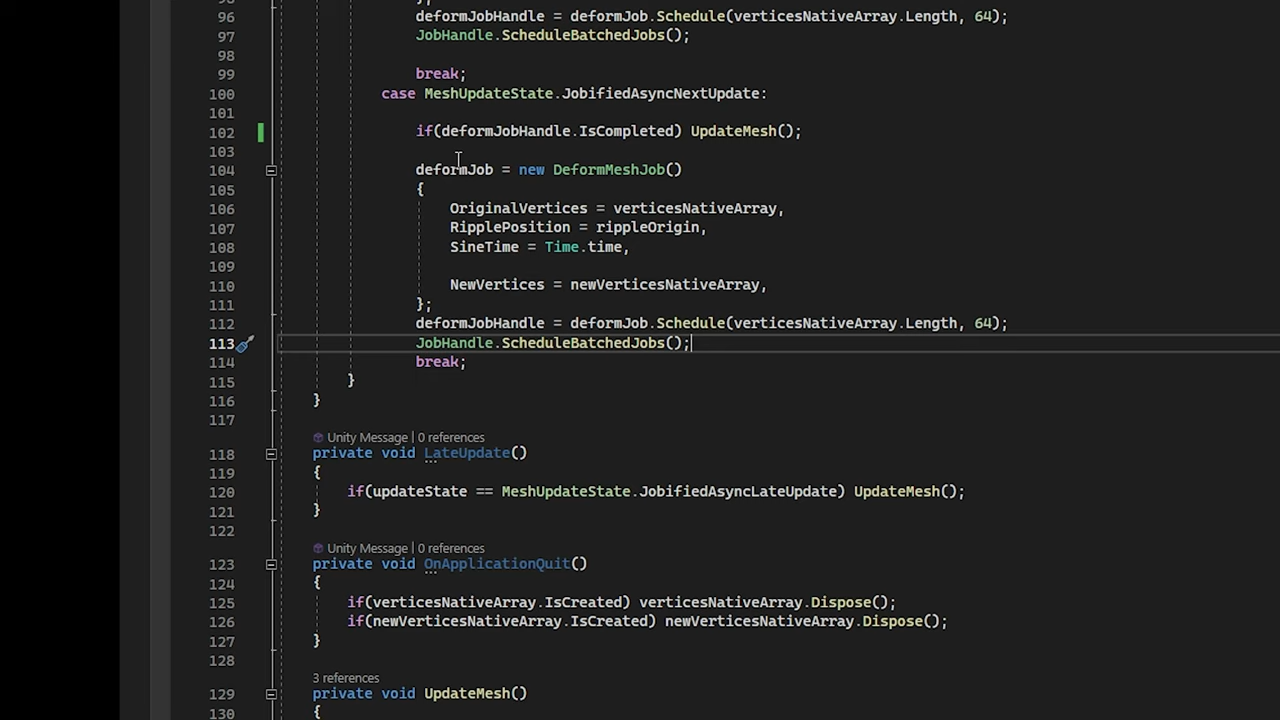 96 deformJobHandle = deformJob.Schedule(verticesNativeArray.Length, 64);
97 JobHandle.ScheduleBatchedJobs();
98
99 break;
100 case MeshUpdateState.JobifiedAsyncNextUpdate:
101
102 if(deformJobHandle.IsCompleted) UpdateMesh();
103
104 deformJob = new DeformMeshJob()
105 {
106 OriginalVertices = verticesNativeArray,
107 RipplePosition = rippleOrigin,
108 SineTime = Time.time,
109
110 NewVertices = newVerticesNativeArray,
111 };
112 deformJobHandle = deformJob.Schedule(verticesNativeArray.Length, 64);
113 JobHandle.ScheduleBatchedJobs();
114 break;
115 }
116 }
117
Unity Message | 0 references
118 private void LateUpdate()
119 {
120 if(updateState == MeshUpdateState.JobifiedAsyncLateUpdate) UpdateMesh();
121 }
122
Unity Message | 0 references
123 private void OnApplicationQuit()
124 {
125 if(verticesNativeArray.IsCreated) verticesNativeArray.Dispose();
126 if(newVerticesNativeArray.IsCreated) newVerticesNativeArray.Dispose();
127 }
128
3 references
129 private void UpdateMesh()
130 {